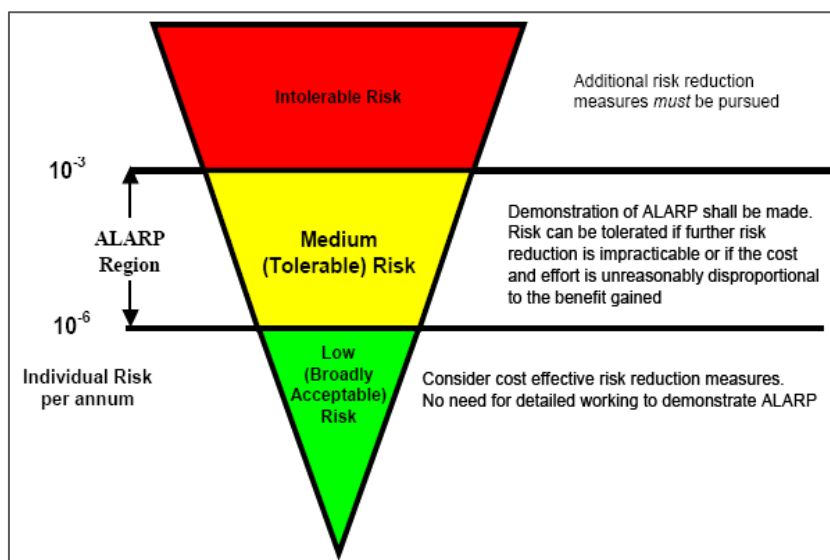 Intolerable Risk
Additional risk reduction
measures must be pursued
10-3
ALARP
Region
Medium
(Tolerable) Risk
Demonstration of ALARP shall be made.
Risk can be tolerated if further risk
reduction is impracticable or if the cost
and effort is unreasonably disproportional
to the benefit gained
10-6
Individual Risk
per annum
Low
(Broadly
Acceptable)
Risk
Consider cost effective risk reduction measures.
No need for detailed working to demonstrate ALARP